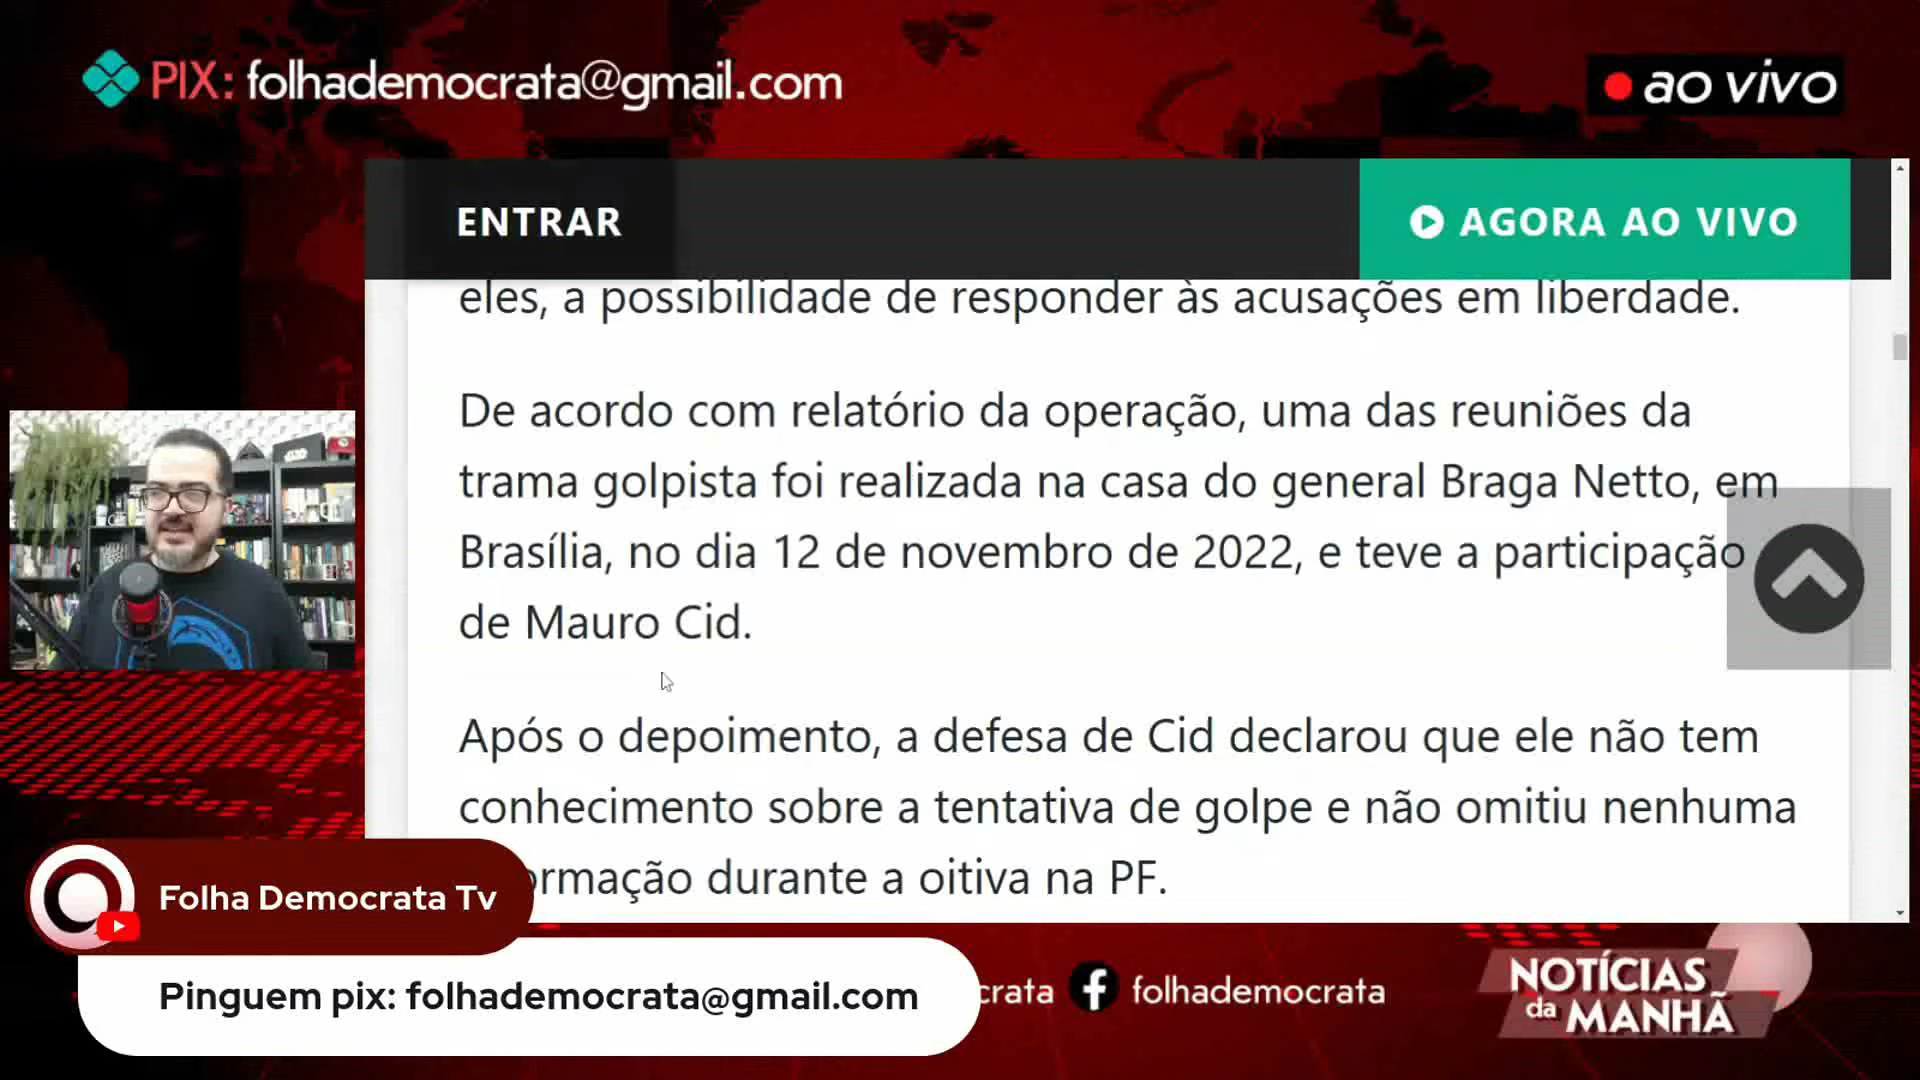 PIX: folhademocrata@gmail.com
ao vivo
ENTRAR
AGORA AO VIVO
eles, a possibilidade de responder às acusações em liberdade.
De acordo com relatório da operação, uma das reuniões da
trama golpista foi realizada na casa do general Braga Netto, em
Brasília, no dia 12 de novembro de 2022, e teve a participação
de Mauro Cid.
Após o depoimento, a defesa de Cid declarou que ele não tem
conhecimento sobre a tentativa de golpe e não omitiu nenhuma
ormação durante a oitiva na PF.
Folha Democrata Tv
Pinguem pix: folhademocrata@gmail.com
crata
folhademocrata
NOTÍCIAS
da MANHÃ